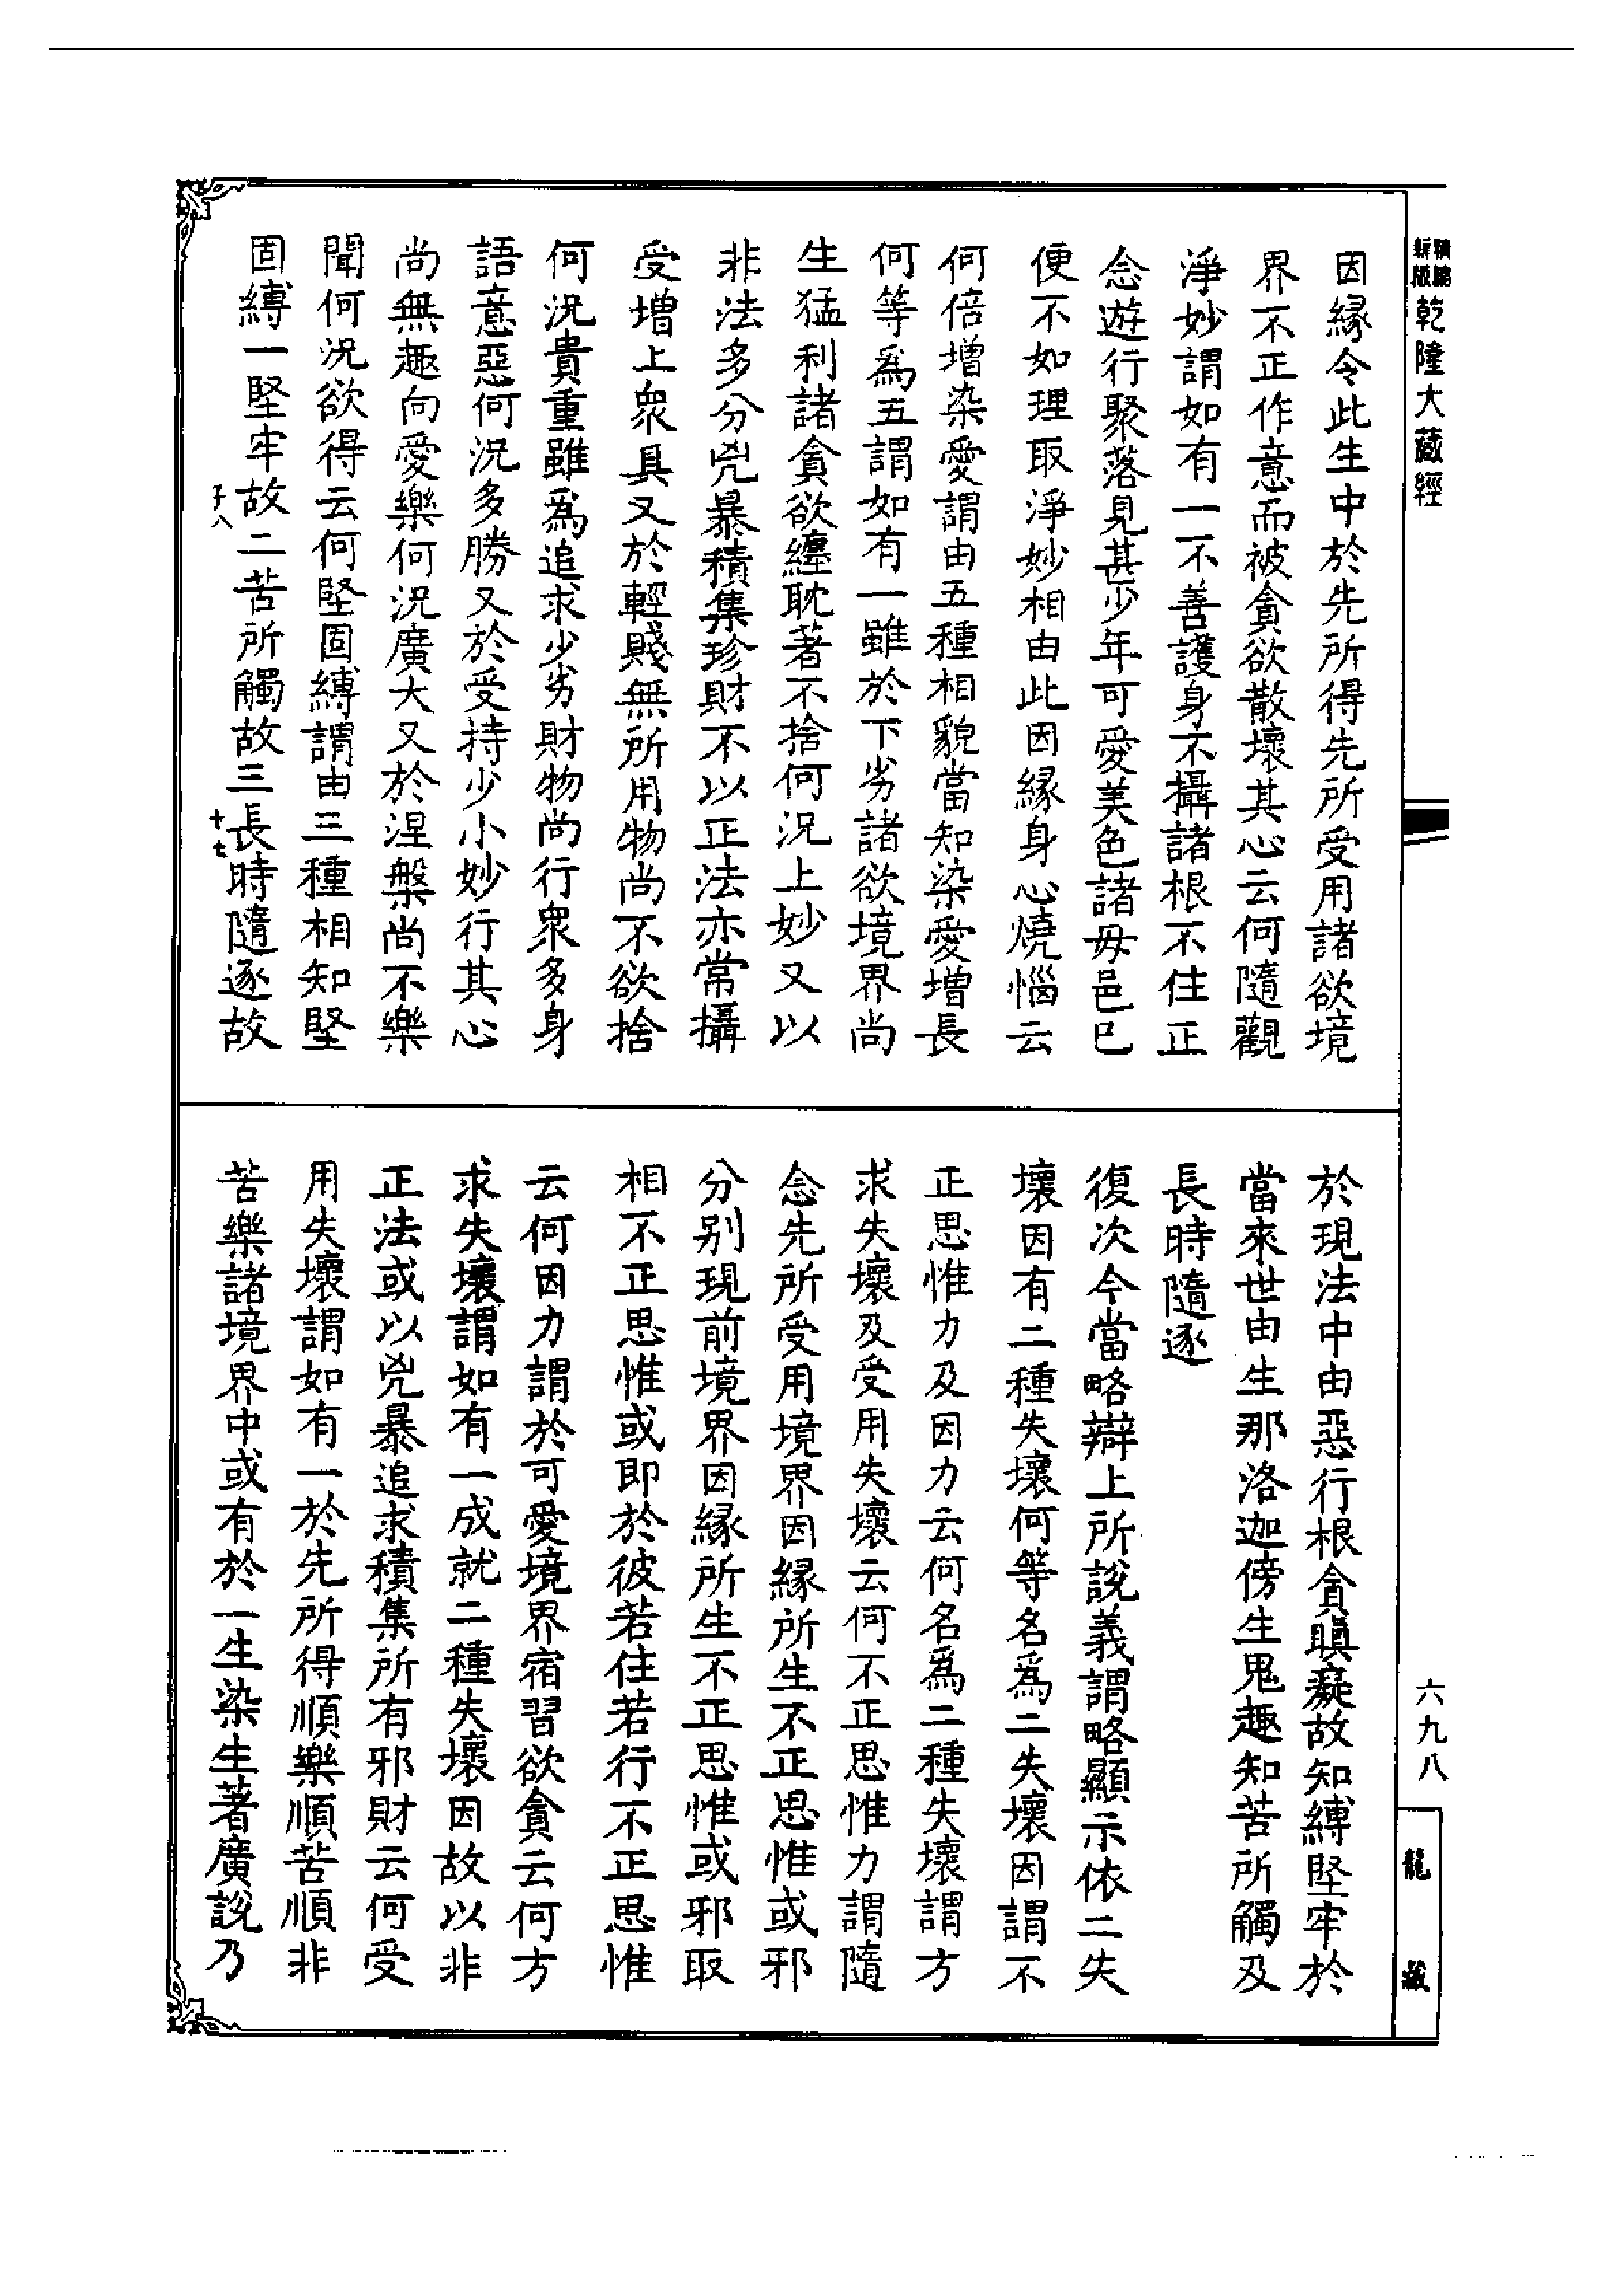 精縮新版乾隆大藏經
因緣令此生中於先所得先所受用諸欲境
界不正作意而被貪欲散壞其心云何隨觀
淨妙謂如有一不善護身不攝諸根不住正
念遊行聚落見甚少年可愛美色諸母邑已
便不如理取淨妙相由此因緣身心燒惱云
何倍增染愛謂由五種相貌當知染愛增長
何等為五謂如有一雖於下劣諸欲境界尚
生猛利諸貪欲纏耽著不捨何況上妙又以
非法多分兇暴積集珍財不以正法亦常攝
受增上衆具又於輕賤無所用物尚不欲捨
何況貴重雖為追求少劣財物尚行衆多身
語意惡何況多勝又於受持少小妙行其心
尚無趣向愛樂何況廣大又於涅槃尚不樂
聞何況欲得云何堅固縛謂由三種相知堅
固縛一堅牢故二苦所觸故三長時隨逐故
子八 十七
於現法中由惡行根貪瞋癡故知縛堅牢於
當來世由生那洛迦傍生鬼趣知苦所觸及
長時隨逐
復次今當略辯上所說義謂略顯示依二失
壞因有二種失壞何等名為二失壞因謂不
正思惟力及因力云何名為二種失壞謂方
求失壞及受用失壞云何不正思惟力謂隨
念先所受用境界因緣所生不正思惟或邪
分別現前境界因緣所生不正思惟或邪取
相不正思惟或即於彼若住若行不正思惟
云何因力謂於可愛境界宿習欲貪云何方
求失壞謂如有一成就二種失壞因故以非
正法或以兇暴追求積集所有邪財云何受
用失壞謂如有一於先所得順樂順苦順非
苦樂諸境界中或有於一生染生著廣說乃
六九八
龍藏